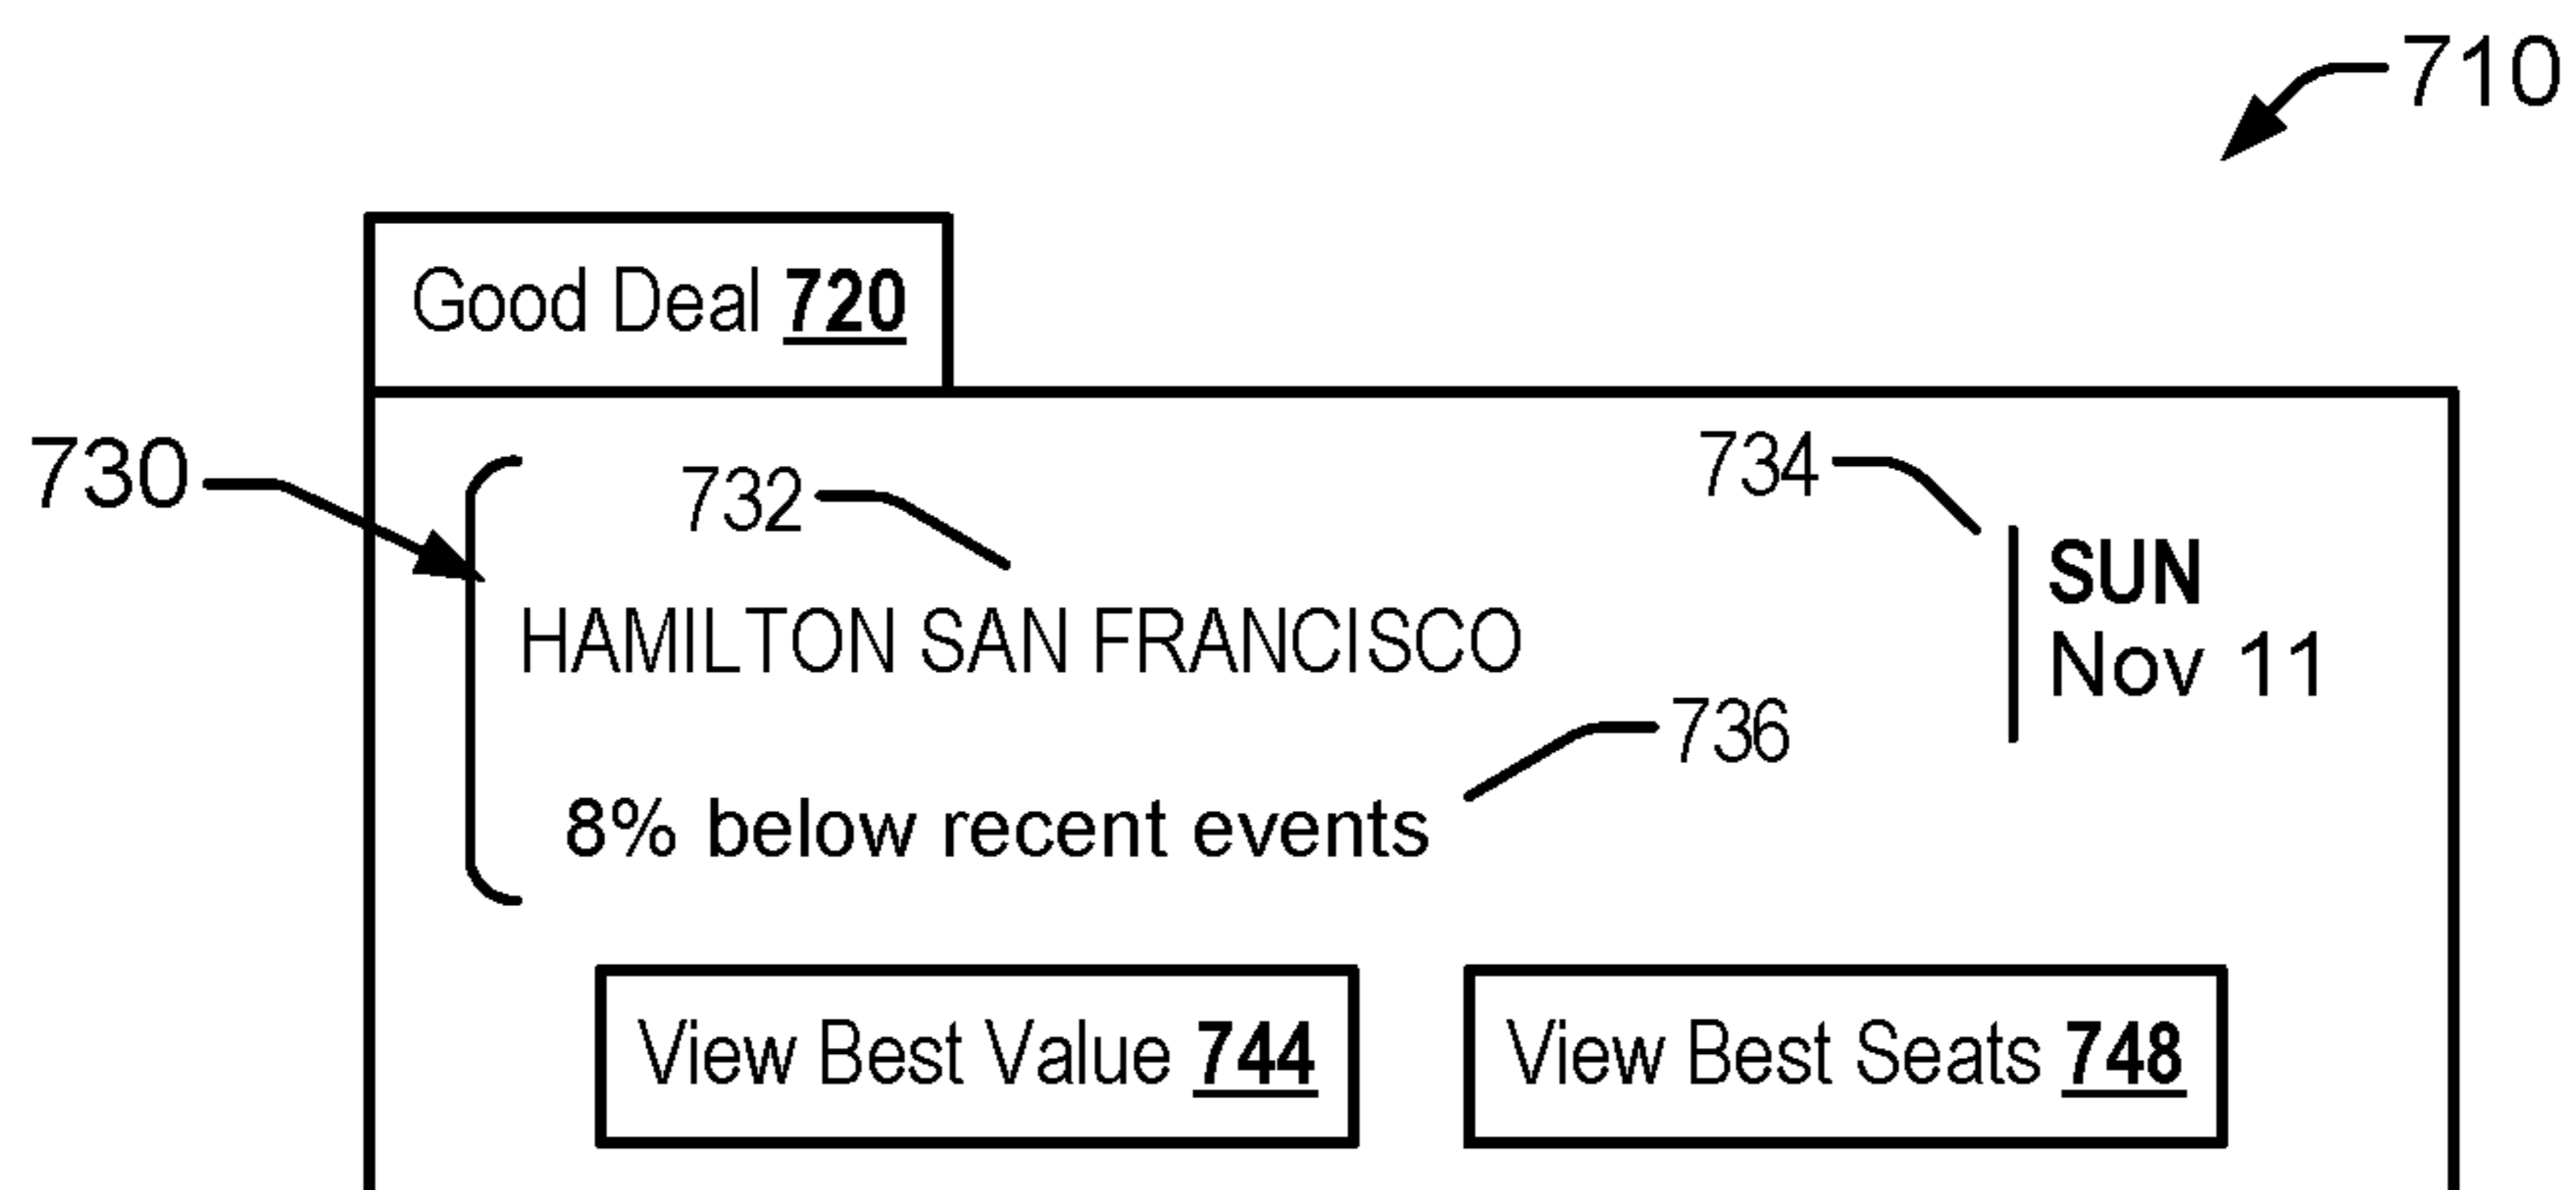 710
Good Deal 720
730
732
734
HAMILTON SAN FRANCISCO
SUN
Nov 11
736
8% below recent events
View Best Value 744
View Best Seats 748